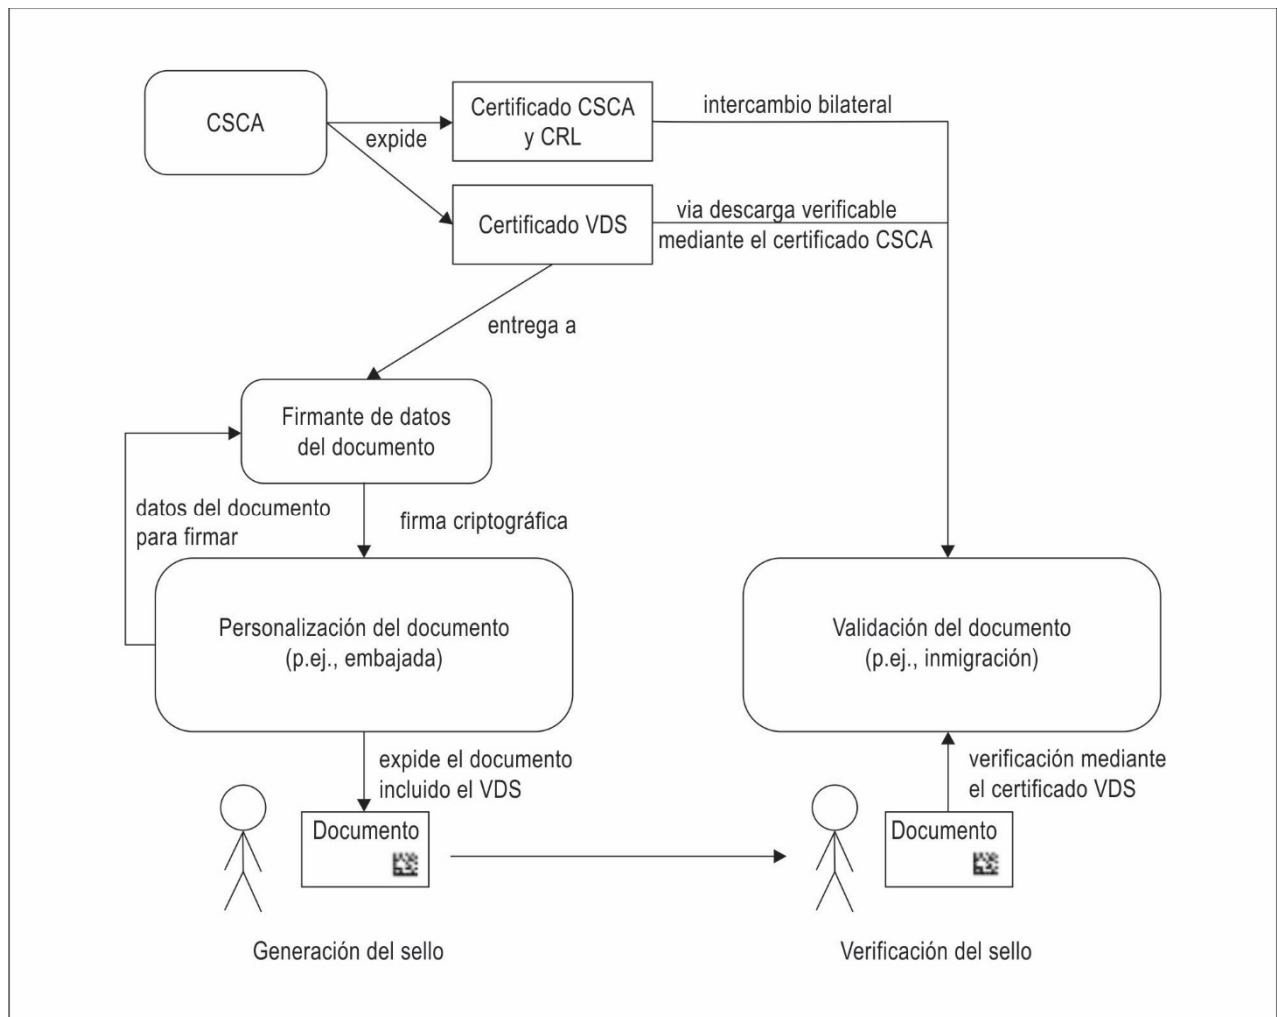 CSCA
expide
Certificado CSCA
y CRL
intercambio bilateral
Certificado VDS
via descarga verificable
mediante el certificado CSCA
entrega a
Firmante de datos
del documento
datos del documento
para firmar
firma criptográfica
Personalización del documento
(p.ej., embajada)
Validación del documento
(p.ej., inmigración)
expide el documento
incluido el VDS
verificación mediante
el certificado VDS
Documento
Documento
Generación del sello
Verificación del sello